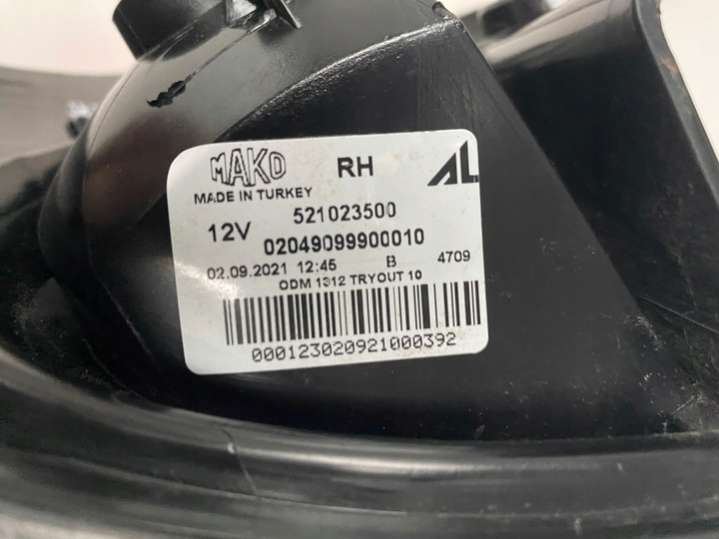 MAKO RH AL
MADE IN TURKEY
12V 521023500
02049099900010
02.09.2021 12:45 B 4709
ODM 1312 TRYOUT 10
000123020921000392